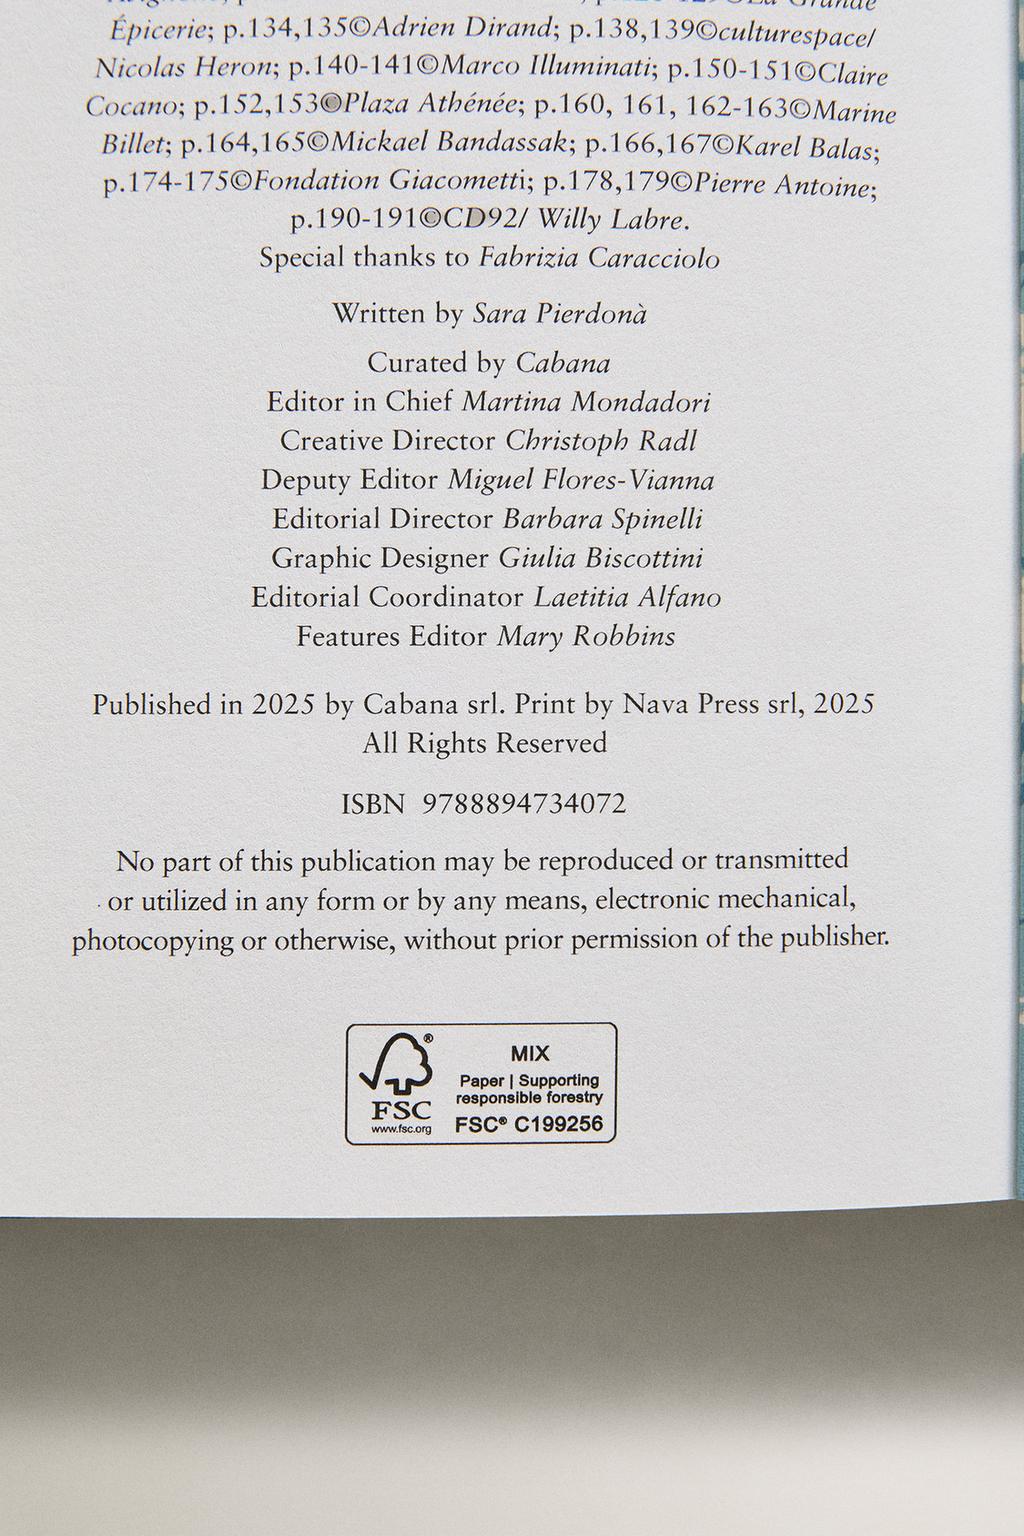 Épicerie; p.134,135©Adrien Dirand; p.138,139©culturespace/
Nicolas Heron; p.140-141©Marco Illuminati; p.150-151©Claire
Cocano; p.152,153©Plaza Athénée; p.160, 161, 162-163©Marine
Billet; p.164,165©Mickael Bandassak; p.166,167©Karel Balas;
p.174-175©Fondation Giacometti; p.178,179©Pierre Antoine;
p.190-191©CD92/ Willy Labre.
Special thanks to Fabrizia Caracciolo
Written by Sara Pierdonà
Curated by Cabana
Editor in Chief Martina Mondadori
Creative Director Christoph Radl
Deputy Editor Miguel Flores-Vianna
Editorial Director Barbara Spinelli
Graphic Designer Giulia Biscottini
Editorial Coordinator Laetitia Alfano
Features Editor Mary Robbins
Published in 2025 by Cabana srl. Print by Nava Press srl, 2025
All Rights Reserved
ISBN 9788894734072
No part of this publication may be reproduced or transmitted
or utilized in any form or by any means, electronic mechanical,
photocopying or otherwise, without prior permission of the publisher.
®
FSC
www.fsc.org
MIX
Paper | Supporting
responsible forestry
FSC® C199256